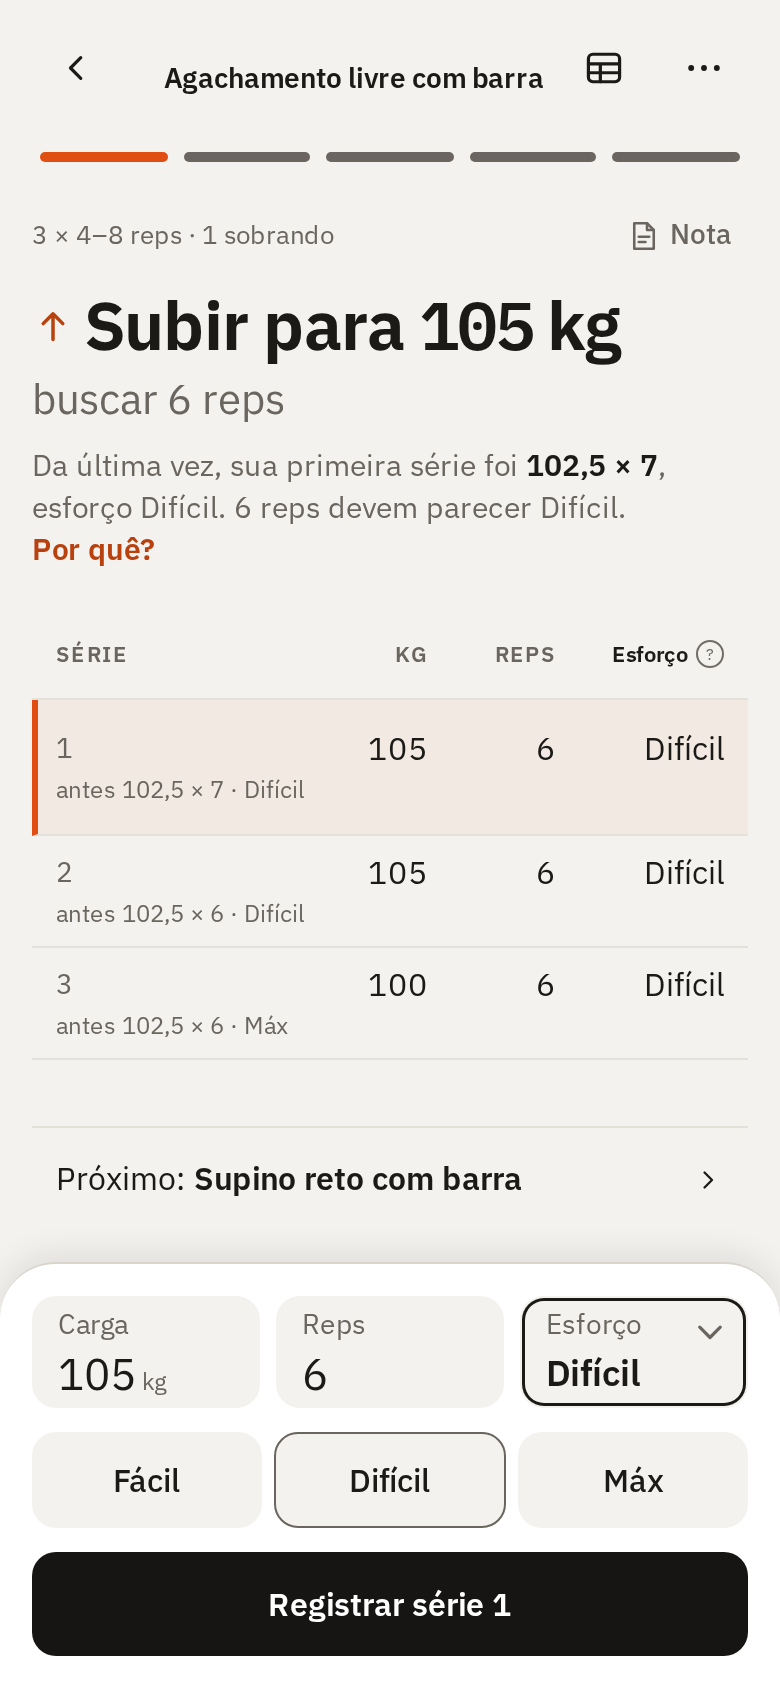 Agachamento livre com barra
3 × 4–8 reps · 1 sobrando
Nota
↑ Subir para 105 kg
buscar 6 reps
Da última vez, sua primeira série foi 102,5 × 7,
esforço Difícil. 6 reps devem parecer Difícil.
Por quê?
SÉRIE KG REPS Esforço ?
1 105 6 Difícil
antes 102,5 × 7 · Difícil
2 105 6 Difícil
antes 102,5 × 6 · Difícil
3 100 6 Difícil
antes 102,5 × 6 · Máx
Próximo: Supino reto com barra
Carga Reps Esforço
105 kg 6 Difícil
Fácil Difícil Máx
Registrar série 1